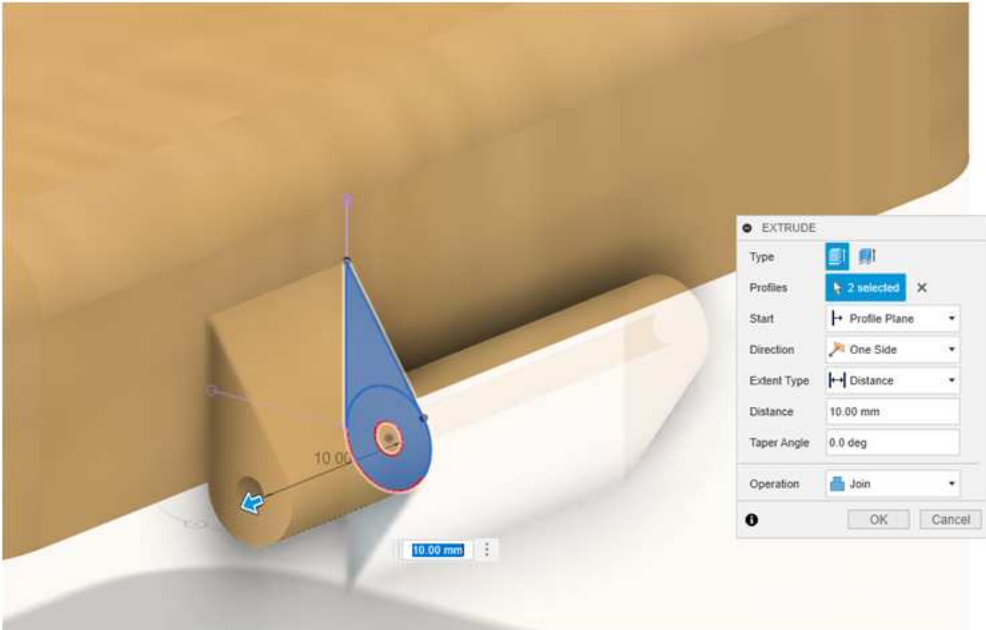 EXTRUDE
Type
Profiles 2 selected
Start Profile Plane
Direction One Side
Extent Type Distance
Distance 10.00 mm
Taper Angle 0.0 deg
Operation Join
OK Cancel
10.00
10.00 mm